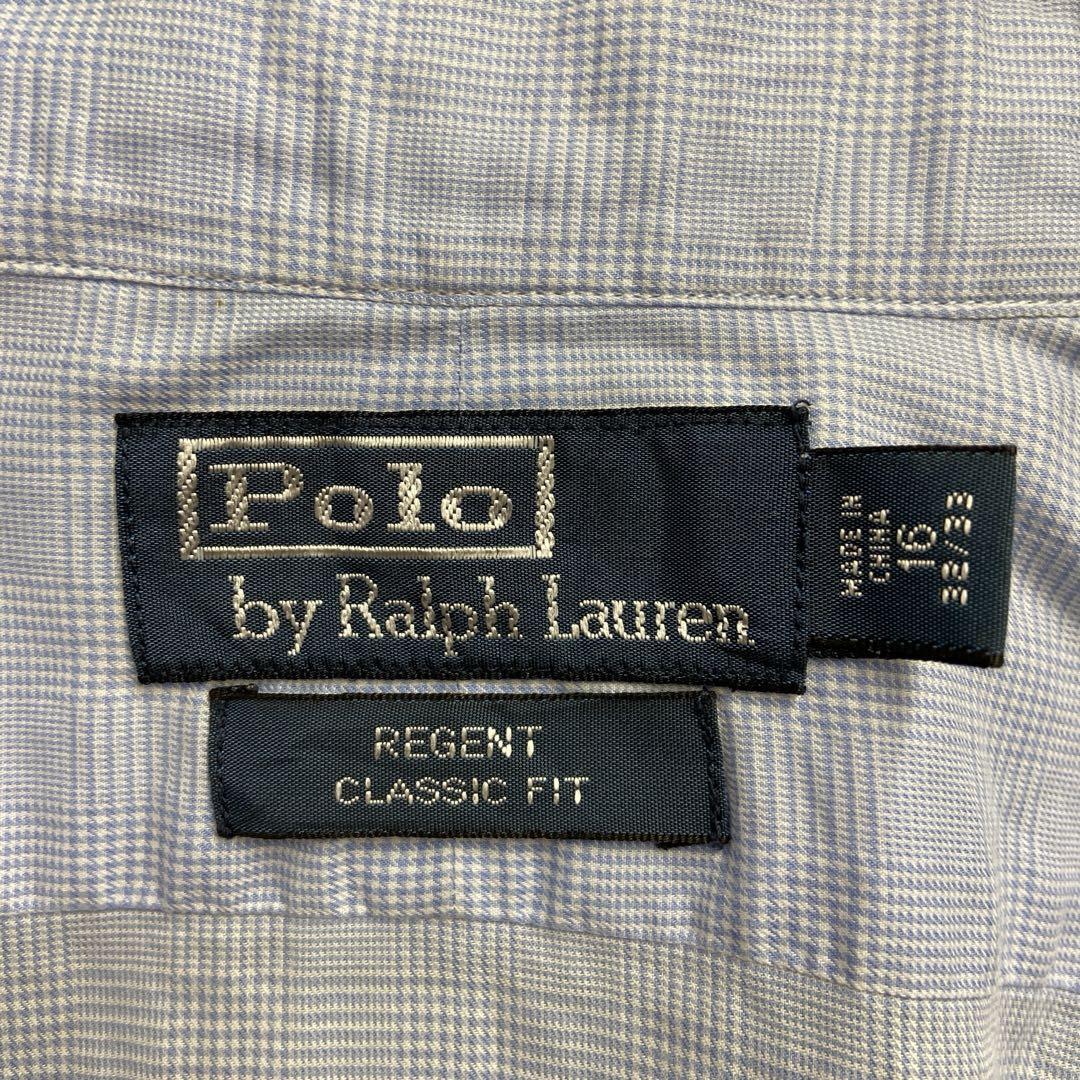 Polo
by Ralph Lauren
MADE IN
CHINA
16
32/33
REGENT
CLASSIC FIT